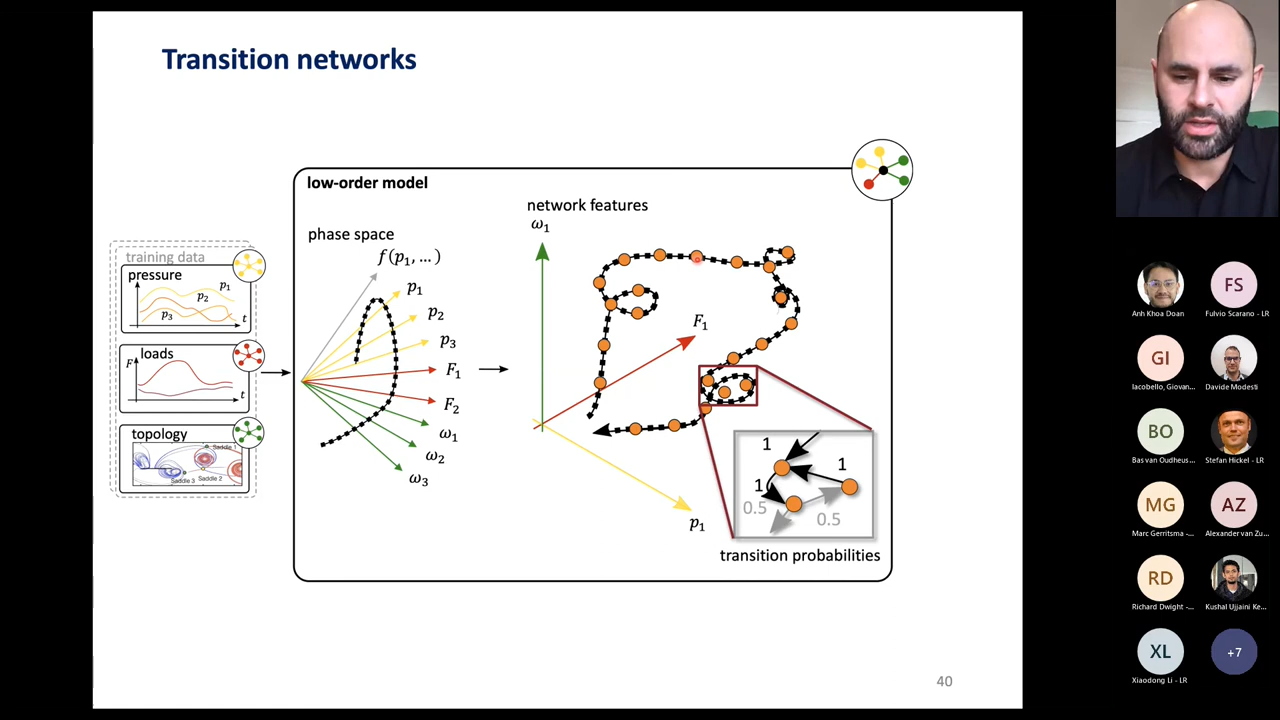 Transition networks
low-order model
network features
ω₁
phase space
f(p₁, …)
training data
pressure
p₁
p₂
p₃
t
loads
F
t
topology
Saddle 1
Saddle 2
Saddle 3
p₁
p₂
p₃
F₁
F₂
ω₁
ω₂
ω₃
F₁
p₁
1
1
1
0.5
0.5
transition probabilities
40
Anh Khoa Doan
FS
Fulvio Scarano - LR
GI
Iacobello, Giovan...
Davide Modesti
BO
Bas van Oudheus...
Stefan Hickel - LR
MG
Marc Gerritsma -...
AZ
Alexander van Zu...
RD
Richard Dwight -...
Kushal Ujjaini Ke...
XL
Xiaodong Li - LR
+7